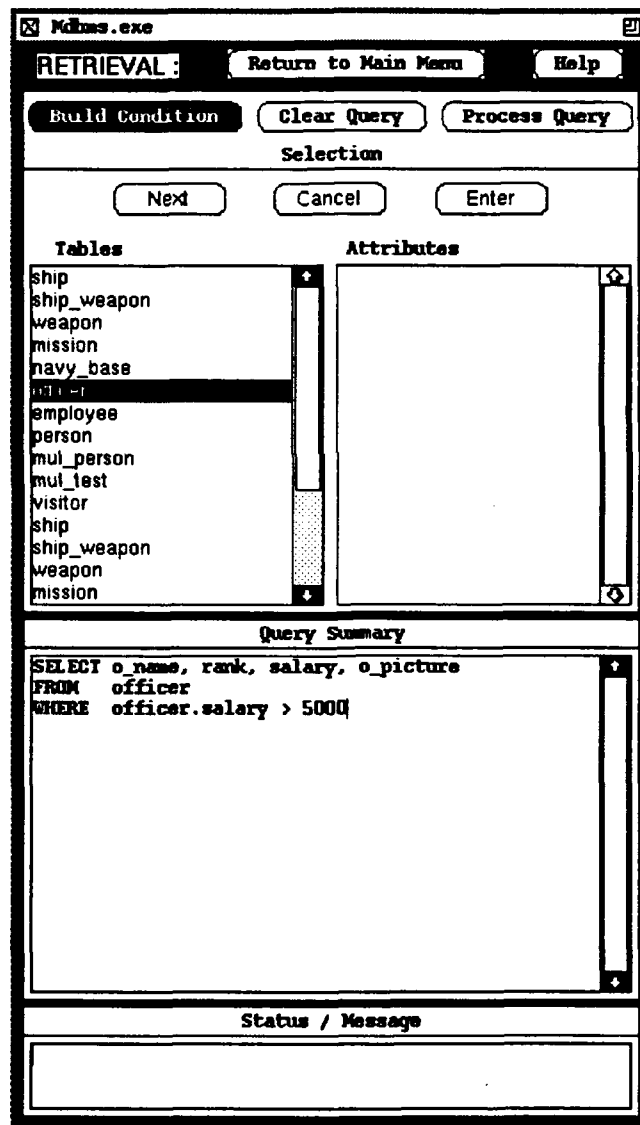 Mdbms.exe
RETRIEVAL : Return to Main Menu Help
Build Condition Clear Query Process Query
Selection
Next Cancel Enter
Tables Attributes
ship
ship_weapon
weapon
mission
navy_base
officer
employee
person
mul_person
mul_test
visitor
ship
ship_weapon
weapon
mission
Query Summary
SELECT o_name, rank, salary, o_picture
FROM officer
WHERE officer.salary > 5000
Status / Message